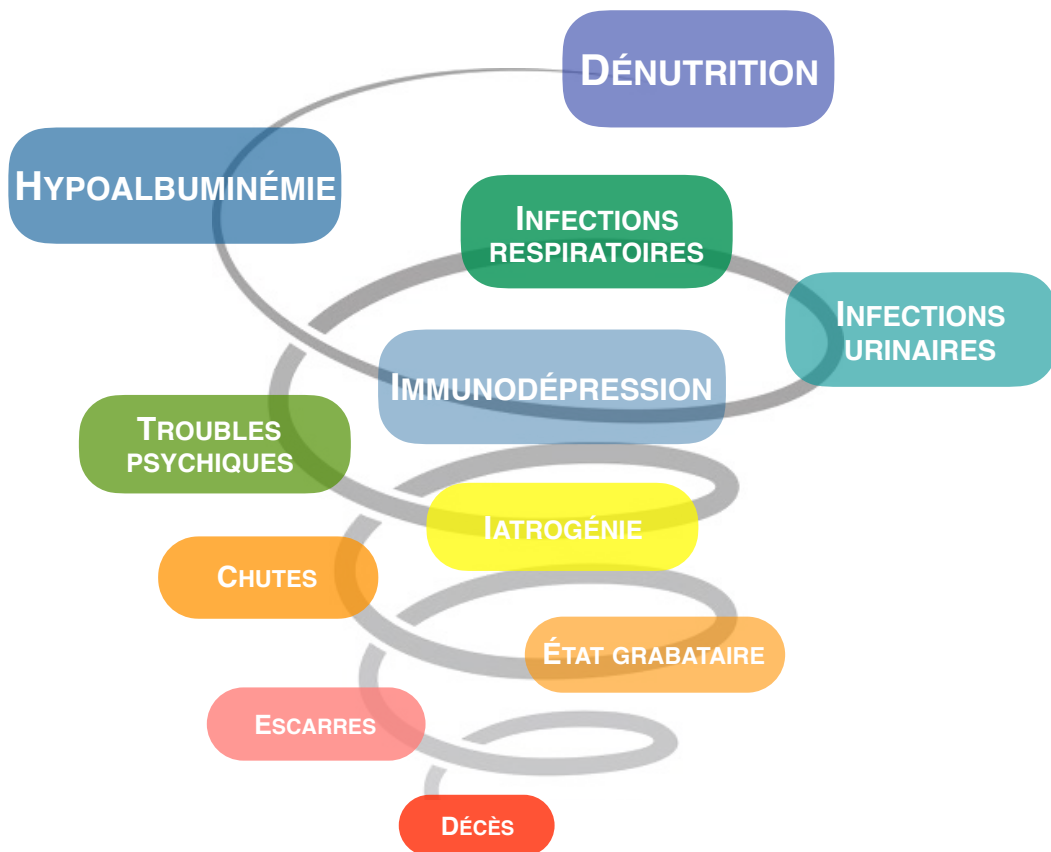 DÉNUTRITION
HYPOALBUMINÉMIE
INFECTIONS
RESPIRATOIRES
INFECTIONS
URINAIRES
IMMUNODÉPRESSION
TROUBLES
PSYCHIQUES
IATROGÉNIE
CHUTES
ÉTAT GRABATAIRE
ESCARRES
DÉCÈS